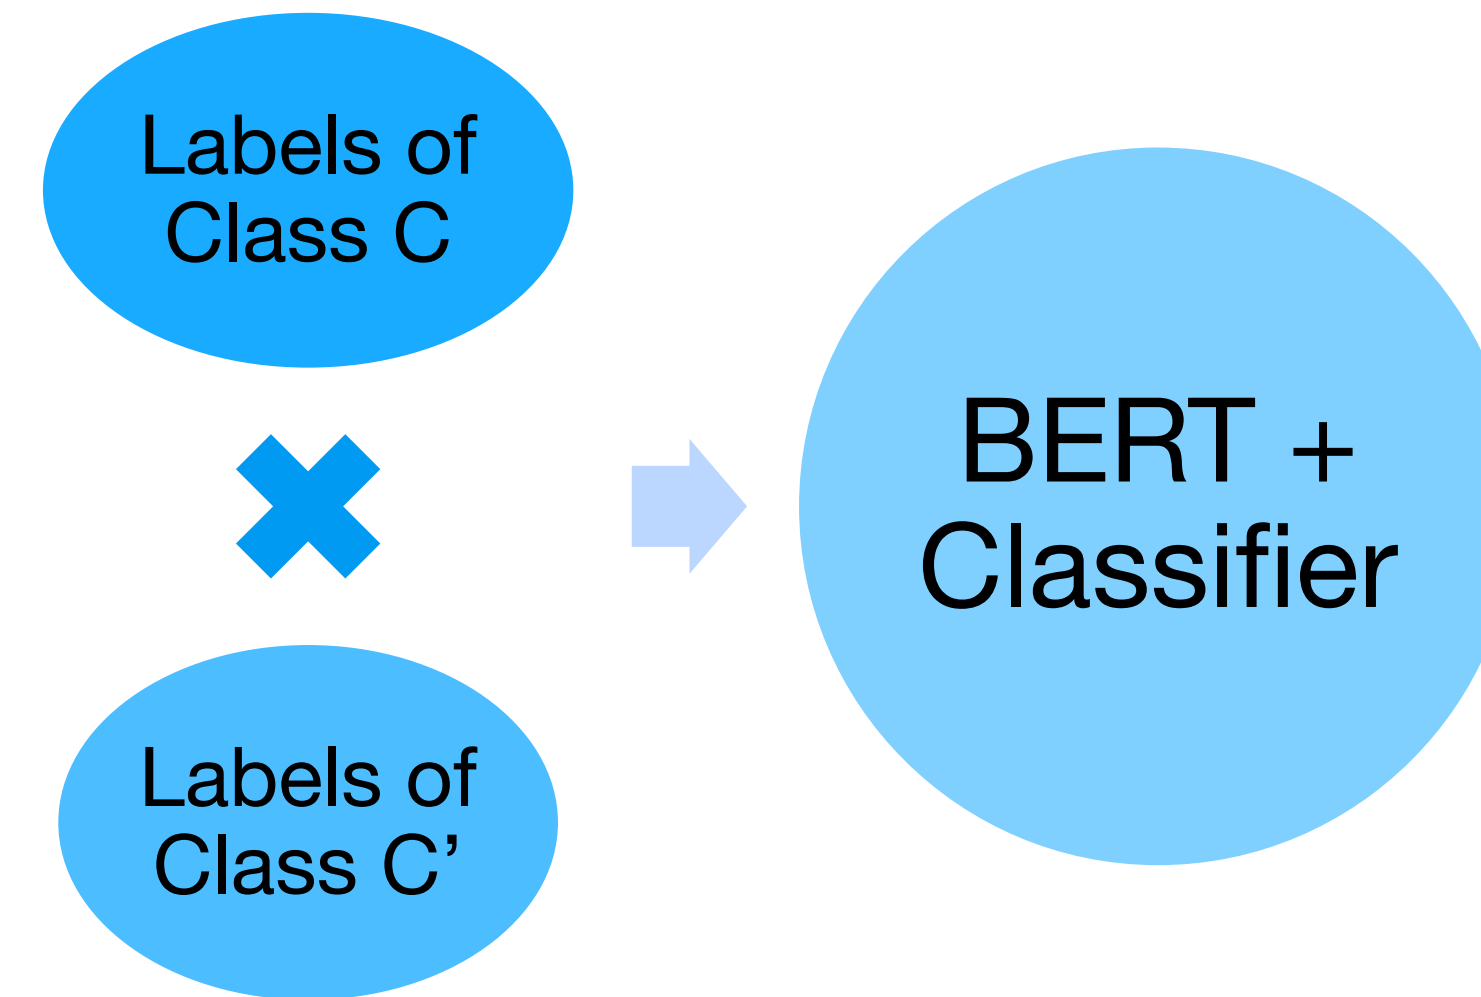 Labels of
Class C
Labels of
Class C’
BERT +
Classifier